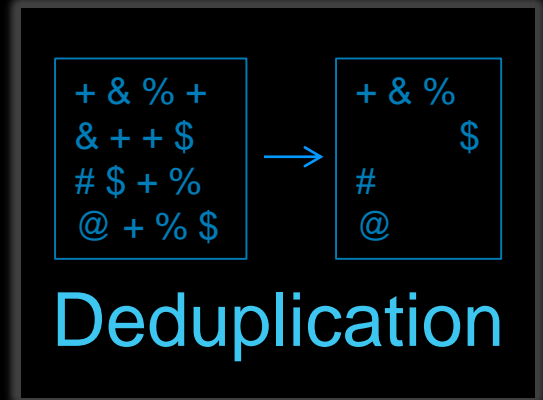 + & % +
& + + $
# $ + %
@ + % $
+ & %
$
#
@
Deduplication